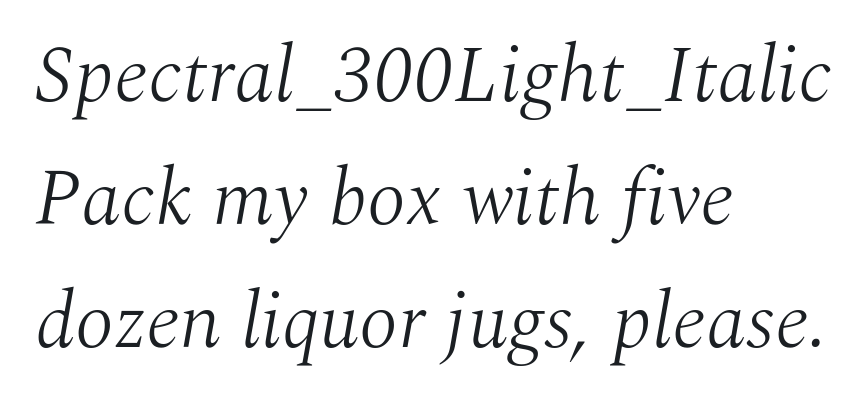 Spectral_300Light_Italic
Pack my box with five
dozen liquor jugs, please.